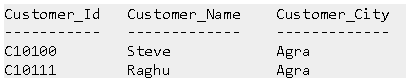 Customer_Id   Customer_Name   Customer_City
-----------   -------------   -------------
C10100        Steve           Agra
C10111        Raghu           Agra